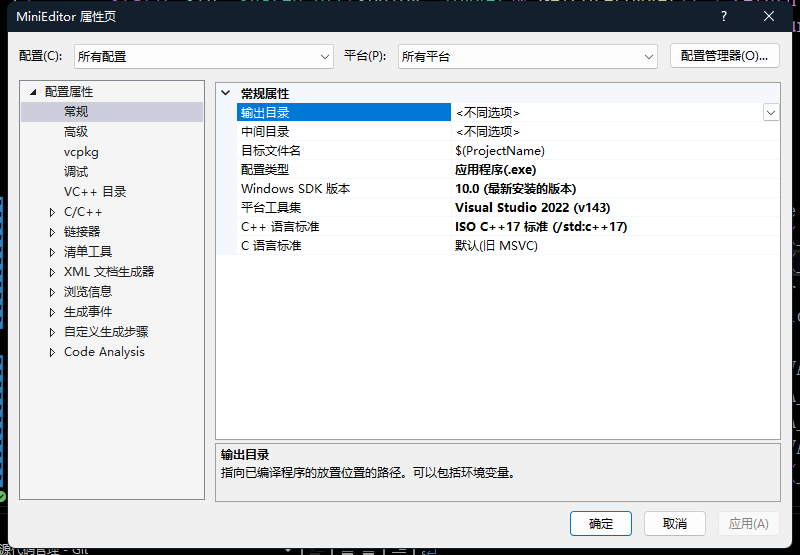 MiniEditor 属性页
?
配置(C): 所有配置 平台(P): 所有平台 配置管理器(O)...
配置属性
常规
高级
vcpkg
调试
VC++ 目录
C/C++
链接器
清单工具
XML 文档生成器
浏览信息
生成事件
自定义生成步骤
Code Analysis
常规属性
输出目录 <不同选项>
中间目录 <不同选项>
目标文件名 $(ProjectName)
配置类型 应用程序(.exe)
Windows SDK 版本 10.0 (最新安装的版本)
平台工具集 Visual Studio 2022 (v143)
C++ 语言标准 ISO C++17 标准 (/std:c++17)
C 语言标准 默认(旧 MSVC)
输出目录
指向已编译程序的放置位置的路径。可以包括环境变量。
确定 取消 应用(A)
源代码管理 - Git